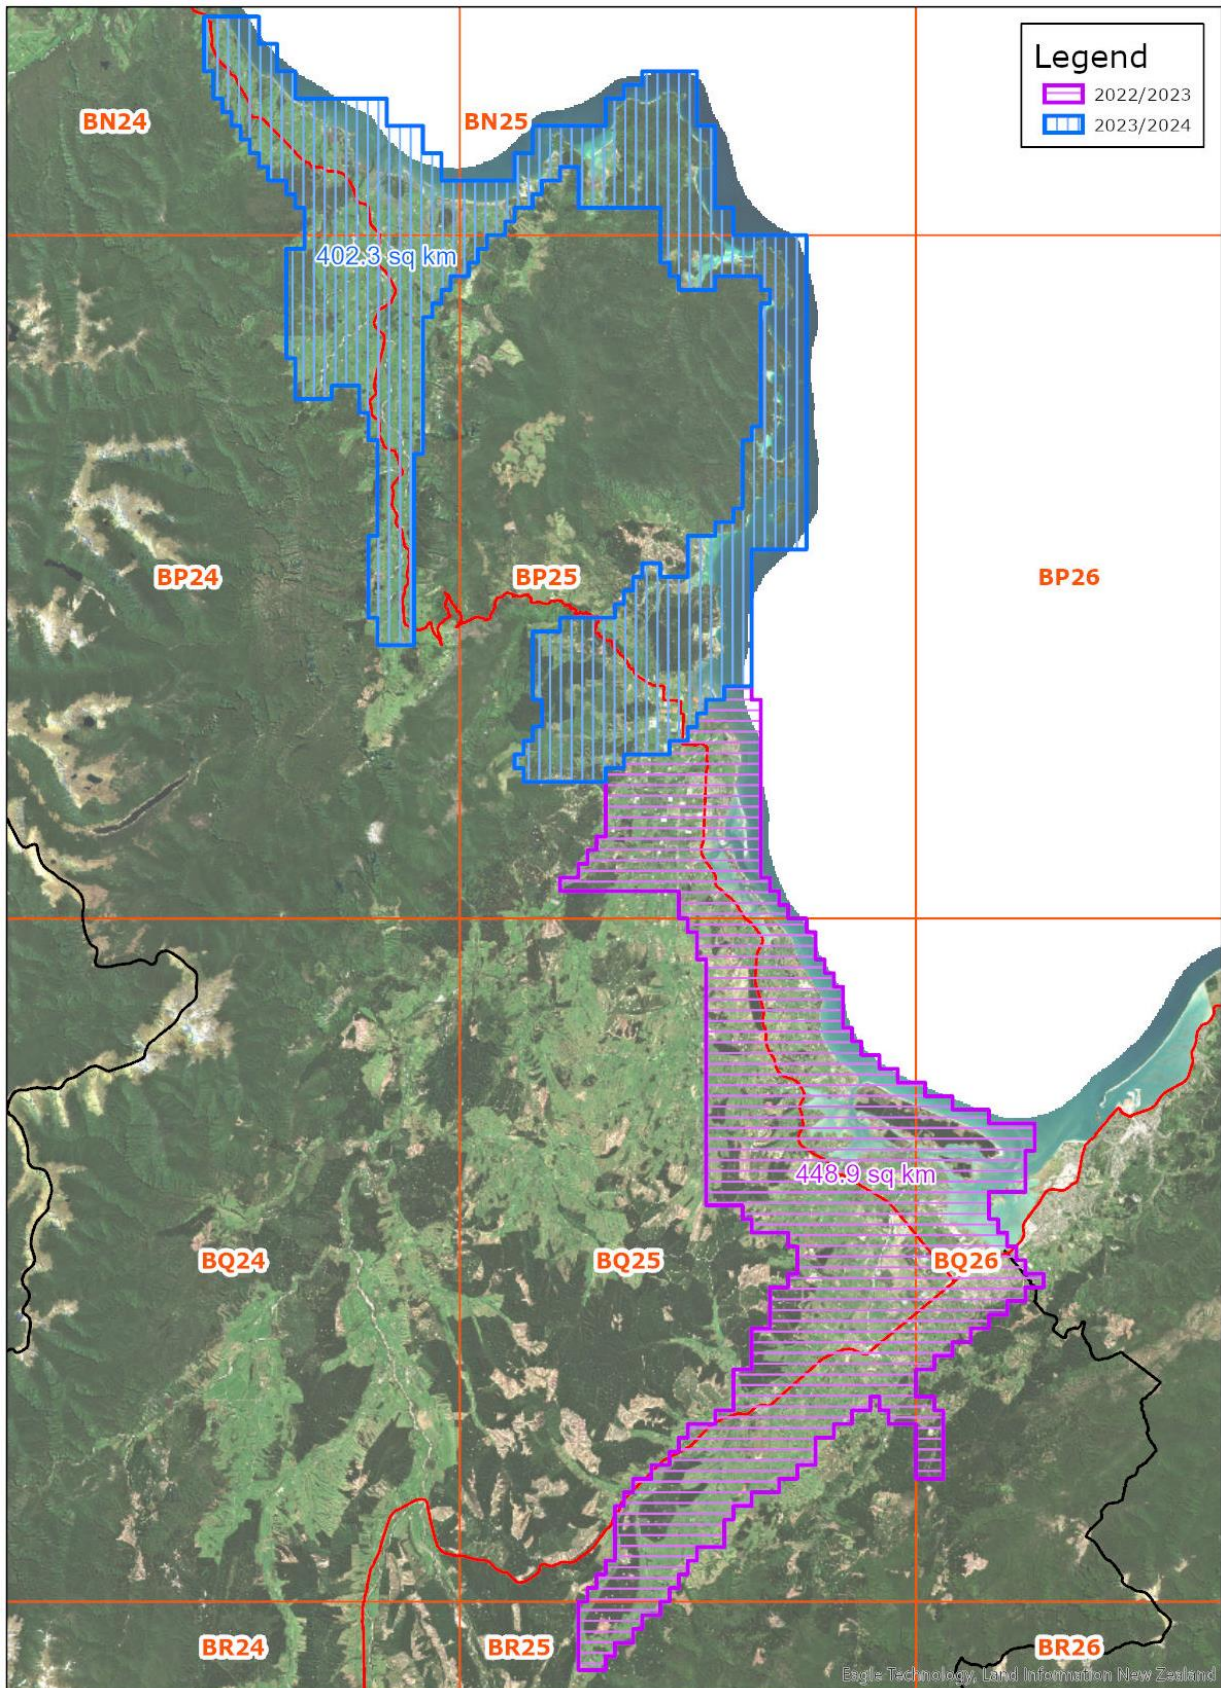 Legend
2022/2023
2023/2024
BN24
BN25
402.3 sq km
BP24
BP25
BP26
448.9 sq km
BQ24
BQ25
BQ26
BR24
BR25
BR26
Eagle Technology, Land Information New Zealand